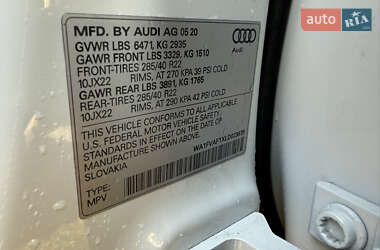 auto RIA
MFD. BY AUDI AG 05 20
GVWR LBS 6471, KG 2935
GAWR FRONT LBS 3329, KG 1510
FRONT-TIRES 285/40 R22
10JX22 RIMS, AT 270 KPA 39 PSI COLD
GAWR REAR LBS 3891, KG 1765
REAR-TIRES 285/40 R22
10JX22 RIMS, AT 290 KPA 42 PSI COLD
THIS VEHICLE CONFORMS TO ALL APPLICABLE
U.S. FEDERAL MOTOR VEHICLE SAFETY
STANDARDS IN EFFECT ON THE DATE OF
MANUFACTURE SHOWN ABOVE.
SLOVAKIA
TYPE:
MPV